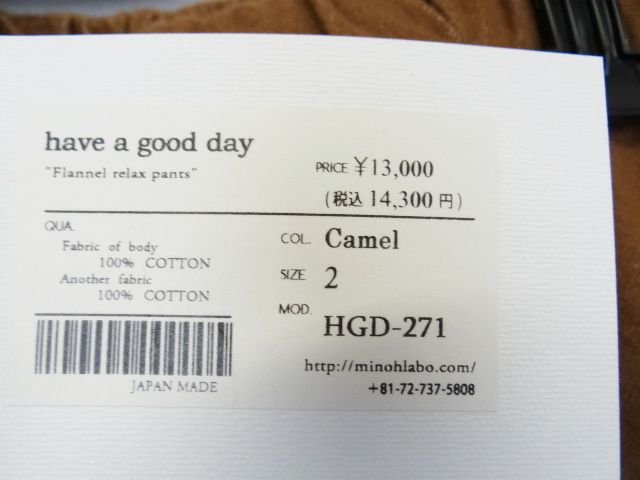 have a good day
"Flannel relax pants"
PRICE ¥13,000
(税込 14,300 円)
QUA.
Fabric of body
100% COTTON
Another fabric
100% COTTON
JAPAN MADE
COL. Camel
SIZE 2
MOD. HGD-271
http://minohlabo.com/
+81-72-737-5808